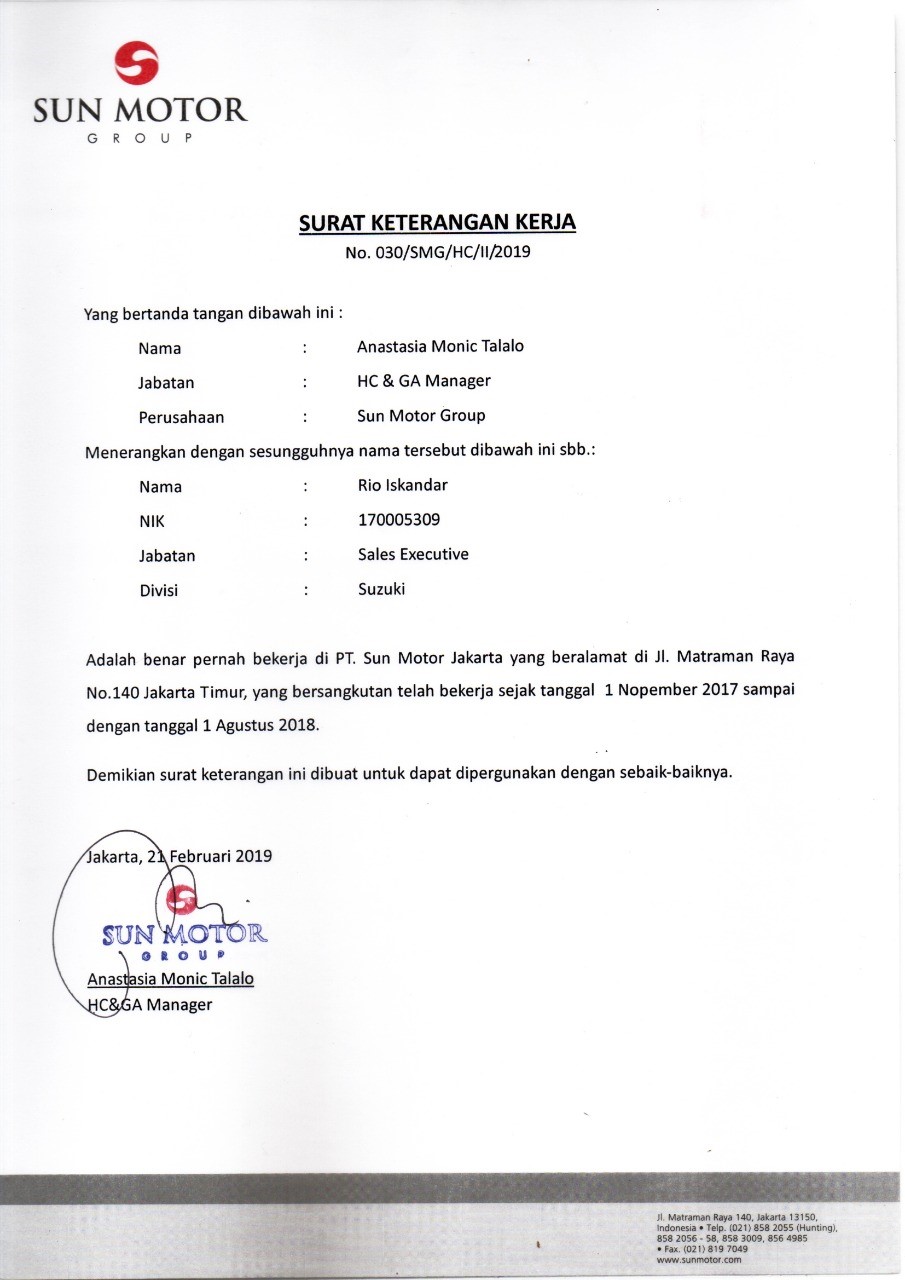 SUN MOTOR
GROUP
SURAT KETERANGAN KERJA
No. 030/SMG/HC/II/2019
Yang bertanda tangan dibawah ini :
Nama : Anastasia Monic Talalo
Jabatan : HC & GA Manager
Perusahaan : Sun Motor Group
Menerangkan dengan sesungguhnya nama tersebut dibawah ini sbb.:
Nama : Rio Iskandar
NIK : 170005309
Jabatan : Sales Executive
Divisi : Suzuki
Adalah benar pernah bekerja di PT. Sun Motor Jakarta yang beralamat di Jl. Matraman Raya
No.140 Jakarta Timur, yang bersangkutan telah bekerja sejak tanggal 1 Nopember 2017 sampai
dengan tanggal 1 Agustus 2018.
Demikian surat keterangan ini dibuat untuk dapat dipergunakan dengan sebaik-baiknya.
Jakarta, 21 Februari 2019
SUN MOTOR
GROUP
Anastasia Monic Talalo
HC&GA Manager
Jl. Matraman Raya 140, Jakarta 13150,
Indonesia • Telp. (021) 858 2055 (Hunting),
858 2056 - 58, 858 3009, 856 4985
• Fax. (021) 819 7049
www.sunmotor.com